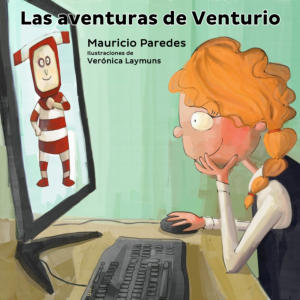 Las aventuras de Venturio
Mauricio Paredes
Ilustraciones de
Verónica Laymuns